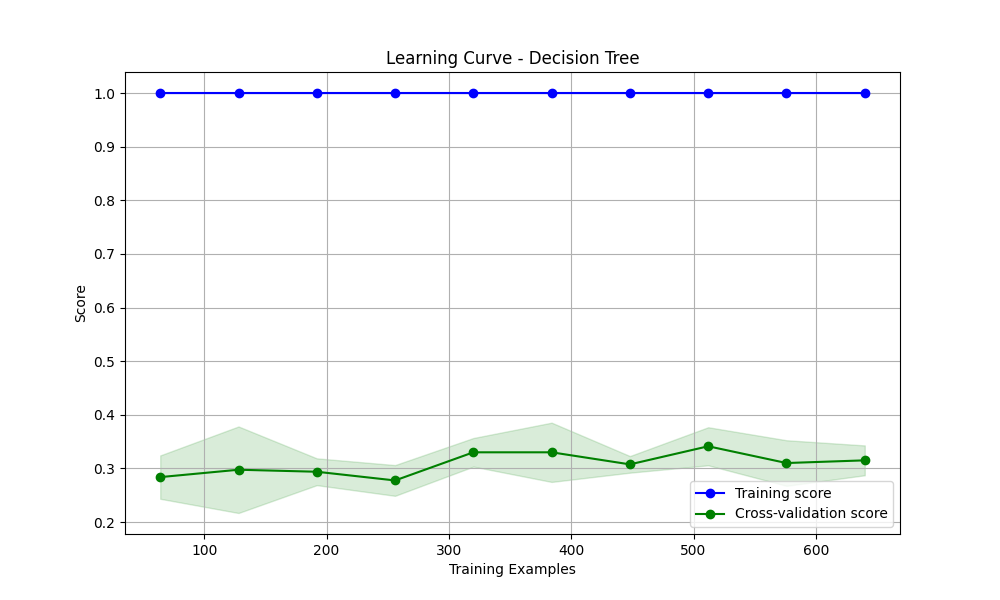 Learning Curve - Decision Tree
1.0
0.9
0.8
0.7
0.6
0.5
0.4
0.3
0.2
Score
100 200 300 400 500 600
Training Examples
Training score
Cross-validation score